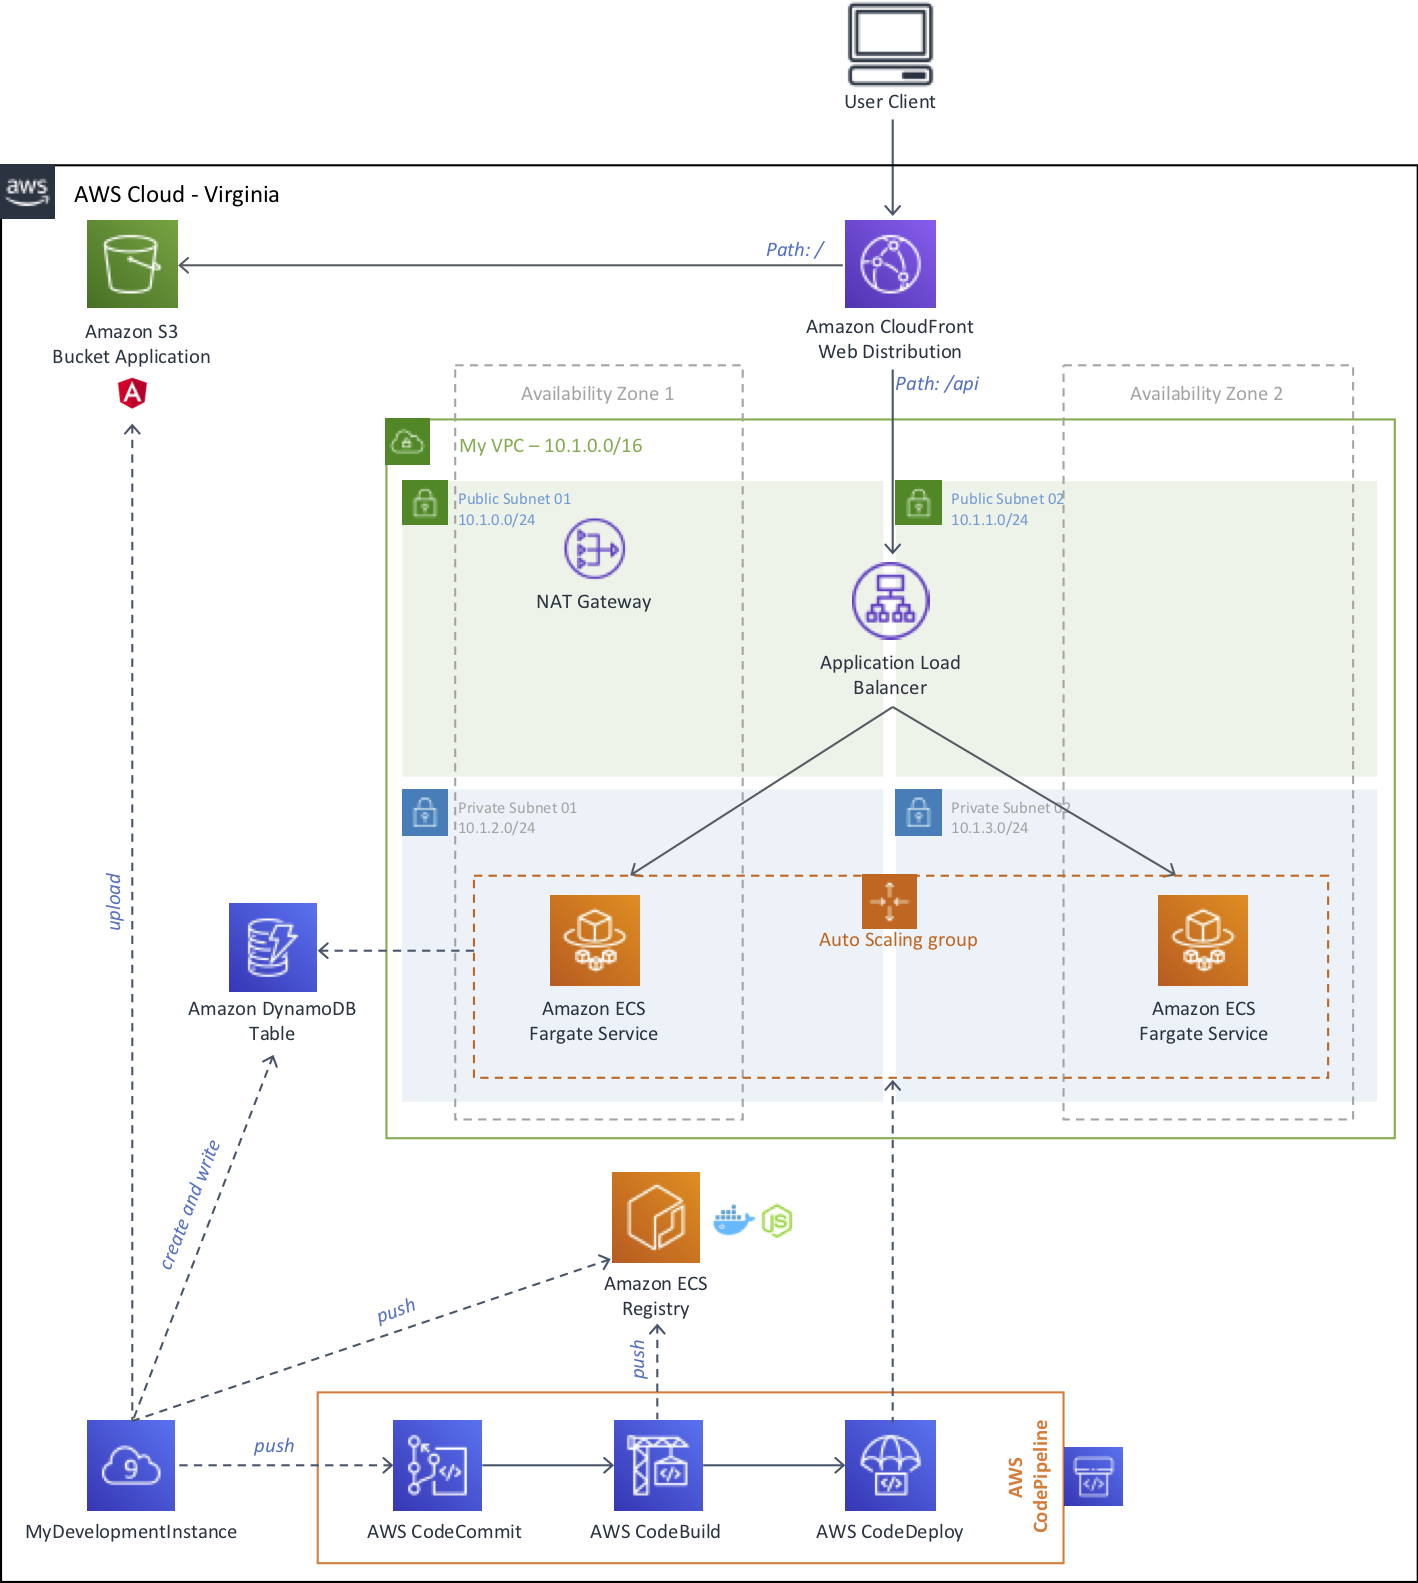 User Client
aws
AWS Cloud - Virginia
Path: /
Amazon S3
Bucket Application
A
Amazon CloudFront
Web Distribution
Path: /api
Availability Zone 1
Availability Zone 2
My VPC – 10.1.0.0/16
Public Subnet 01
10.1.0.0/24
Public Subnet 02
10.1.1.0/24
NAT Gateway
Application Load
Balancer
Private Subnet 01
10.1.2.0/24
Private Subnet 02
10.1.3.0/24
upload
Auto Scaling group
Amazon DynamoDB
Table
Amazon ECS
Fargate Service
Amazon ECS
Fargate Service
create and write
JS
Amazon ECS
Registry
push
push
push
9
MyDevelopmentInstance
</>
AWS CodeCommit
</>
AWS CodeBuild
</>
AWS CodeDeploy
AWS
CodePipeline
</>